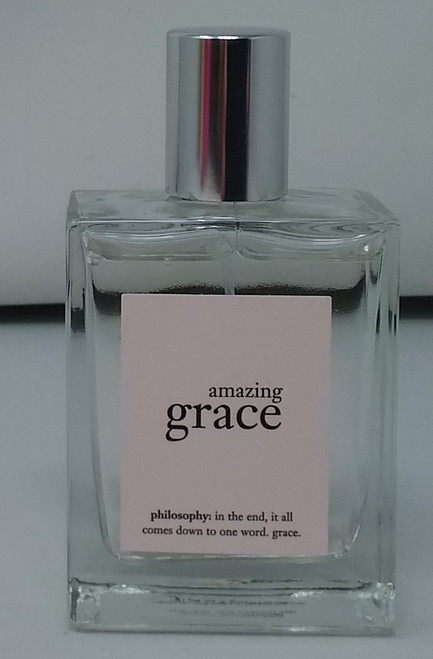 amazing
grace
philosophy: in the end, it all
comes down to one word. grace.